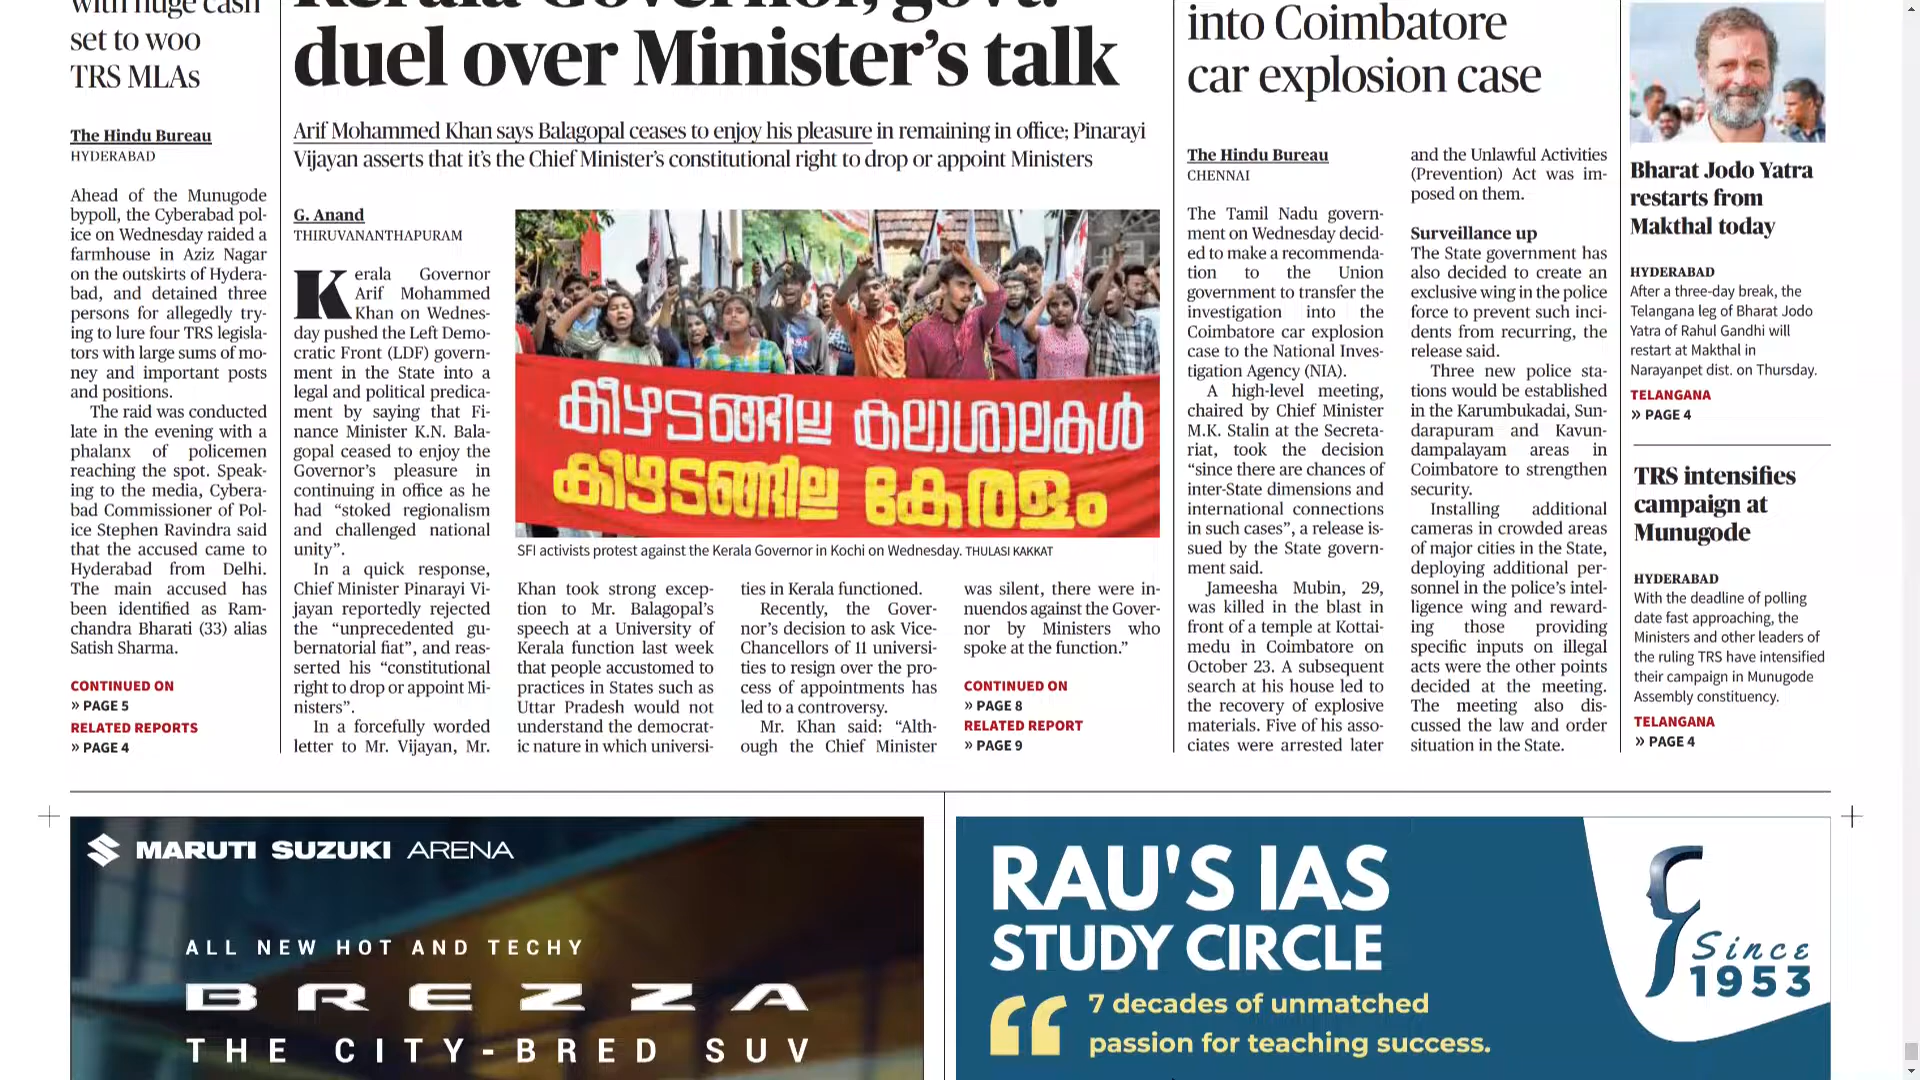 with huge cash
set to woo
TRS MLAs
The Hindu Bureau
HYDERABAD
Ahead of the Munugode
bypoll, the Cyberabad pol-
ice on Wednesday raided a
farmhouse in Aziz Nagar
on the outskirts of Hydera-
bad, and detained three
persons for allegedly try-
ing to lure four TRS legisla-
tors with large sums of mo-
ney and important posts
and positions.
The raid was conducted
late in the evening with a
phalanx of policemen
reaching the spot. Speak-
ing to the media, Cybera-
bad Commissioner of Pol-
ice Stephen Ravindra said
that the accused came to
Hyderabad from Delhi.
The main accused has
been identified as Ram-
chandra Bharati (33) alias
Satish Sharma.
CONTINUED ON
» PAGE 5
RELATED REPORTS
» PAGE 4
Kerala Governor, govt.
duel over Minister's talk
Arif Mohammed Khan says Balagopal ceases to enjoy his pleasure in remaining in office; Pinarayi
Vijayan asserts that it's the Chief Minister's constitutional right to drop or appoint Ministers
G. Anand
THIRUVANANTHAPURAM
Kerala Governor
Arif Mohammed
Khan on Wednes-
day pushed the Left Demo-
cratic Front (LDF) govern-
ment in the State into a
legal and political predica-
ment by saying that Fi-
nance Minister K.N. Bala-
gopal ceased to enjoy the
Governor's pleasure in
continuing in office as he
had “stoked regionalism
and challenged national
unity”.
In a quick response,
Chief Minister Pinarayi Vi-
jayan reportedly rejected
the “unprecedented gu-
bernatorial fiat”, and reas-
serted his “constitutional
right to drop or appoint Mi-
nisters”.
In a forcefully worded
letter to Mr. Vijayan, Mr.
കീഴടങ്ങില്ല കലാശാലകൾ
കീഴടങ്ങില്ല കേരളം
SFI activists protest against the Kerala Governor in Kochi on Wednesday. THULASI KAKKAT
Khan took strong excep-
tion to Mr. Balagopal's
speech at a University of
Kerala function last week
that people accustomed to
practices in States such as
Uttar Pradesh would not
understand the democrat-
ic nature in which universi-
ties in Kerala functioned.
Recently, the Gover-
nor's decision to ask Vice-
Chancellors of 11 universi-
ties to resign over the pro-
cess of appointments has
led to a controversy.
Mr. Khan said: “Alth-
ough the Chief Minister
was silent, there were in-
nuendos against the Gover-
nor by Ministers who
spoke at the function.”
CONTINUED ON
» PAGE 8
RELATED REPORT
» PAGE 9
into Coimbatore
car explosion case
The Hindu Bureau
CHENNAI
The Tamil Nadu govern-
ment on Wednesday decid-
ed to make a recommenda-
tion to the Union
government to transfer the
investigation into the
Coimbatore car explosion
case to the National Inves-
tigation Agency (NIA).
A high-level meeting,
chaired by Chief Minister
M.K. Stalin at the Secreta-
riat, took the decision
“since there are chances of
inter-State dimensions and
international connections
in such cases”, a release is-
sued by the State govern-
ment said.
Jameesha Mubin, 29,
was killed in the blast in
front of a temple at Kottai-
medu in Coimbatore on
October 23. A subsequent
search at his house led to
the recovery of explosive
materials. Five of his asso-
ciates were arrested later
and the Unlawful Activities
(Prevention) Act was im-
posed on them.
Surveillance up
The State government has
also decided to create an
exclusive wing in the police
force to prevent such inci-
dents from recurring, the
release said.
Three new police sta-
tions would be established
in the Karumbukadai, Sun-
darapuram and Kavun-
dampalayam areas in
Coimbatore to strengthen
security.
Installing additional
cameras in crowded areas
of major cities in the State,
deploying additional per-
sonnel in the police's intel-
ligence wing and reward-
ing those providing
specific inputs on illegal
acts were the other points
decided at the meeting.
The meeting also dis-
cussed the law and order
situation in the State.
Bharat Jodo Yatra
restarts from
Makthal today
HYDERABAD
After a three-day break, the
Telangana leg of Bharat Jodo
Yatra of Rahul Gandhi will
restart at Makthal in
Narayanpet dist. on Thursday.
TELANGANA
» PAGE 4
TRS intensifies
campaign at
Munugode
HYDERABAD
With the deadline of polling
date fast approaching, the
Ministers and other leaders of
the ruling TRS have intensified
their campaign in Munugode
Assembly constituency.
TELANGANA
» PAGE 4
MARUTI SUZUKI ARENA
ALL NEW HOT AND TECHY
BREZZA
THE CITY-BRED SUV
RAU'S IAS
STUDY CIRCLE
Since
1953
“ 7 decades of unmatched
passion for teaching success.